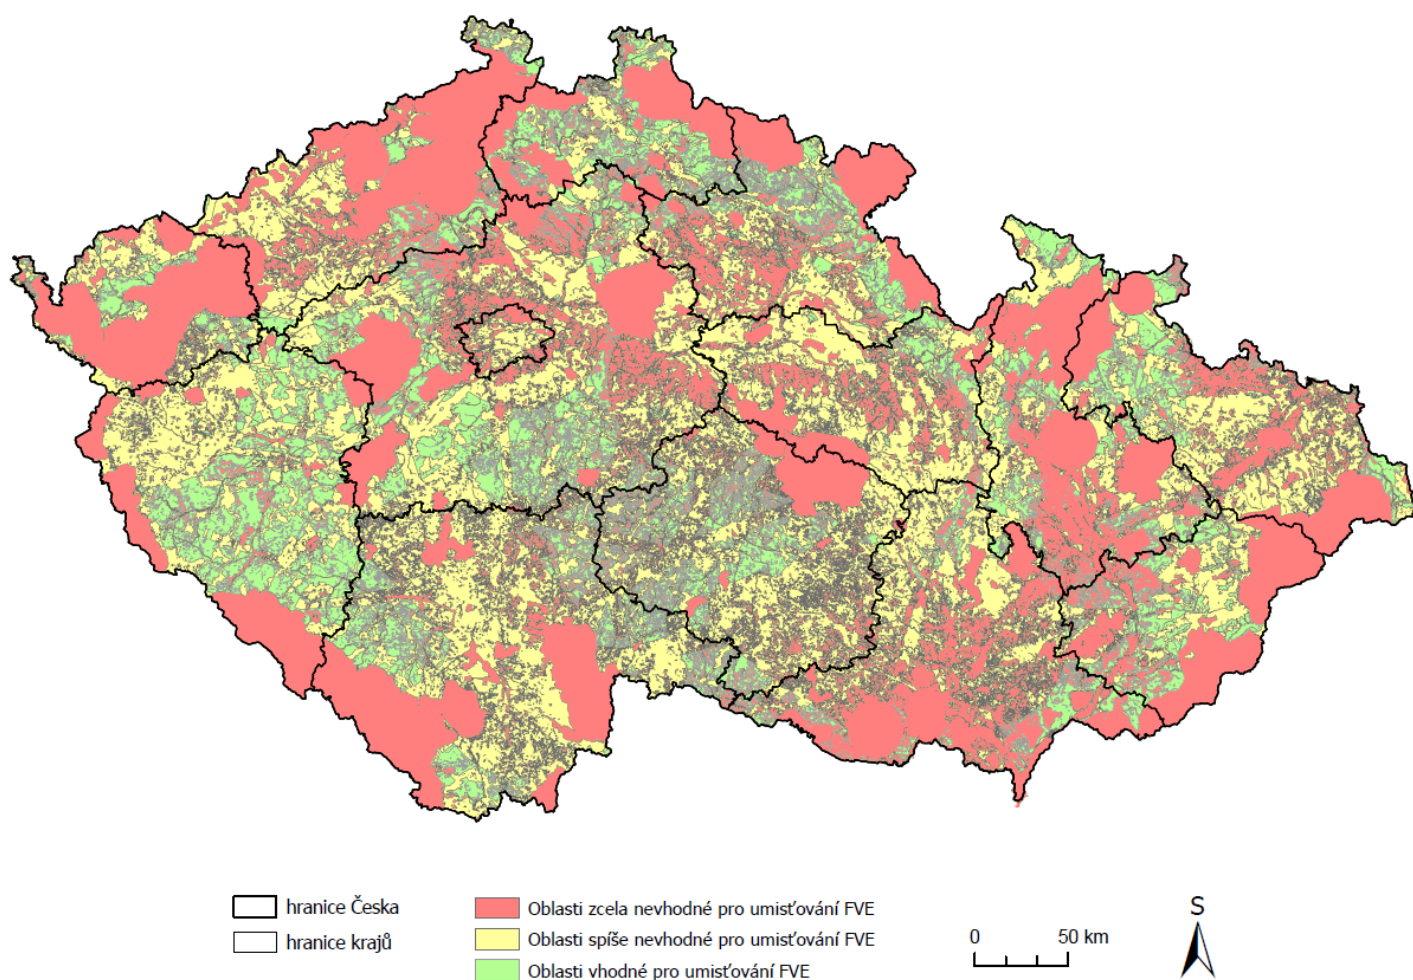 hranice Česka
hranice krajů
Oblasti zcela nevhodné pro umisťování FVE
Oblasti spíše nevhodné pro umisťování FVE
Oblasti vhodné pro umisťování FVE
0 50 km
S